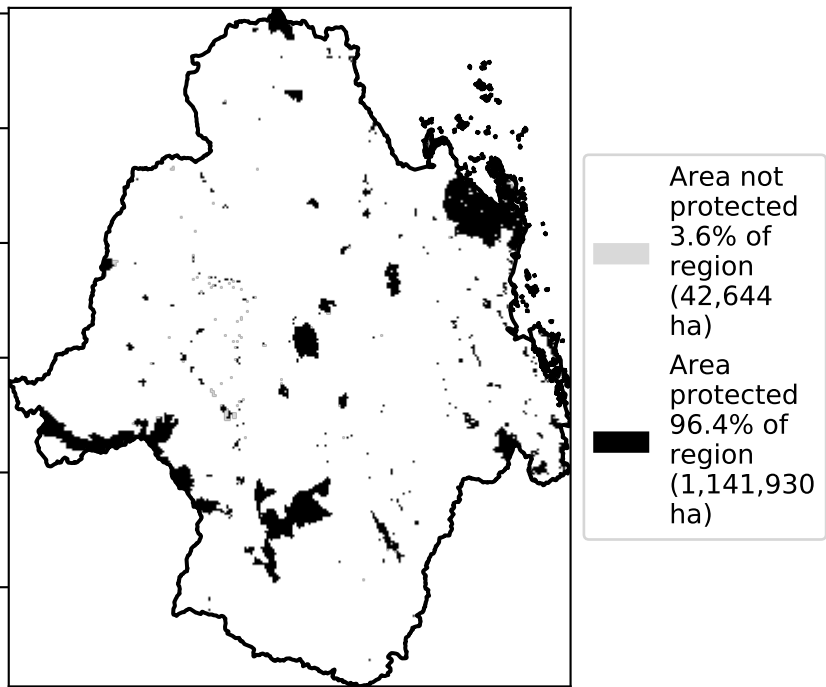 Area not
protected
3.6% of
region
(42,644
ha)
Area
protected
96.4% of
region
(1,141,930
ha)